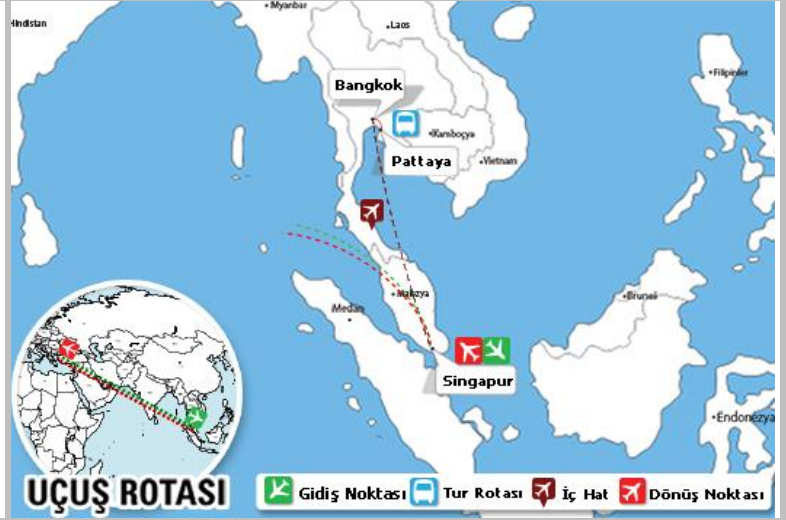 Hindistan
Myanmar
Laos
Filipinler
Bangkok
Kamboçya
Pattaya
Vietnam
Malezya
Brunei
Medan
Singapur
Endonezya
UÇUŞ ROTASI
Gidiş Noktası
Tur Rotası
İç Hat
Dönüş Noktası